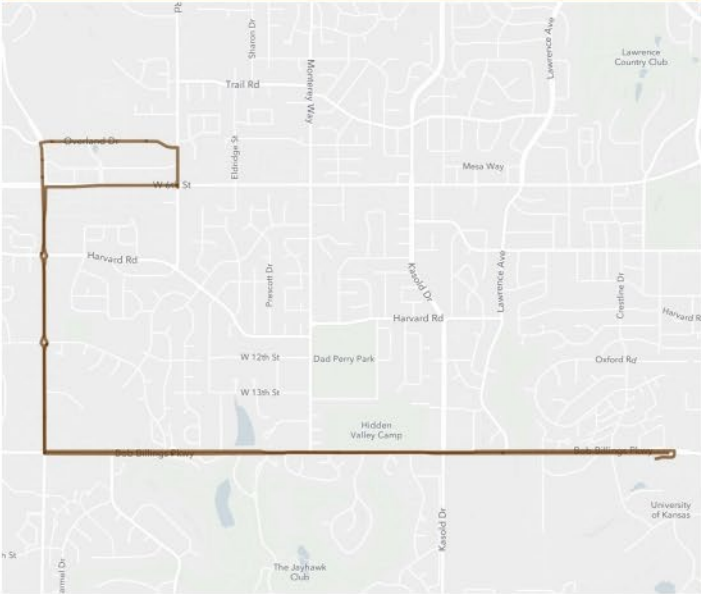 Sharon Dr
Lawrence Ave
Lawrence
Country Club
Trail Rd
Monterey Way
Overland Dr
Eldridge St
Mesa Way
W 6th St
Harvard Rd
Prescott Dr
Kasold Dr
Lawrence Ave
Crestline Dr
Harvard R
Harvard Rd
W 12th St
Dad Perry Park
Oxford Rd
W 13th St
Hidden
Valley Camp
Bob Billings Pkwy
Bob Billings Pkwy
University
of Kansas
Kasold Dr
h St
The Jayhawk
Club